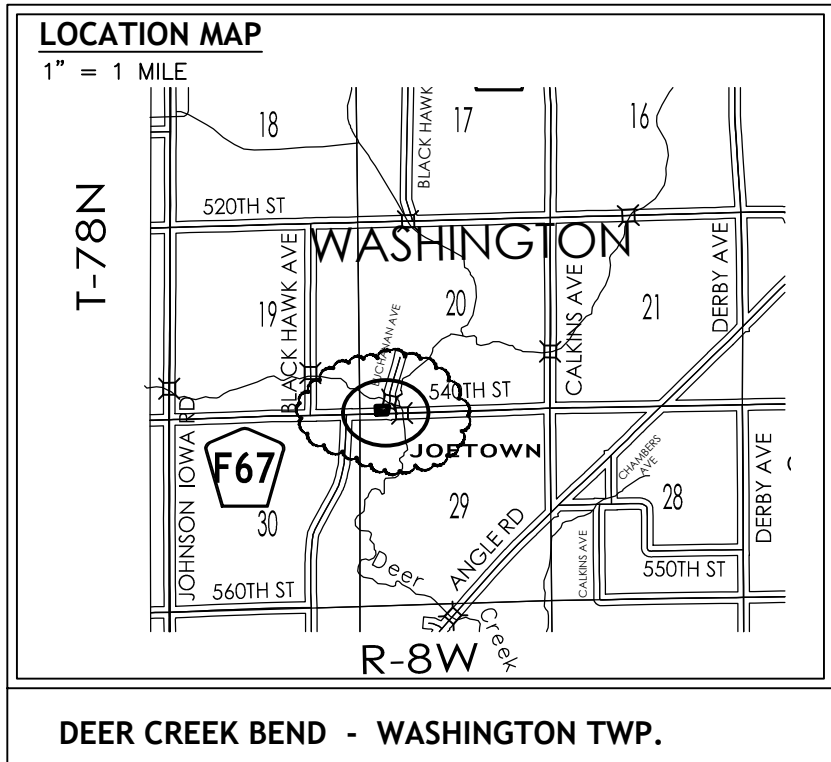 LOCATION MAP
1" = 1 MILE
18
17
16
BLACK HAWK
T-78N
520TH ST
WASHINGTON
BLACK HAWK AVE
19
20
21
CALKINS AVE
DERBY AVE
BUCHANAN AVE
540TH ST
JOETOWN
JOHNSON IOWA RD
F67
30
29
28
CHAMBERS AVE
DERBY AVE
ANGLE RD
Deer Creek
CALKINS AVE
550TH ST
560TH ST
R-8W
DEER CREEK BEND - WASHINGTON TWP.